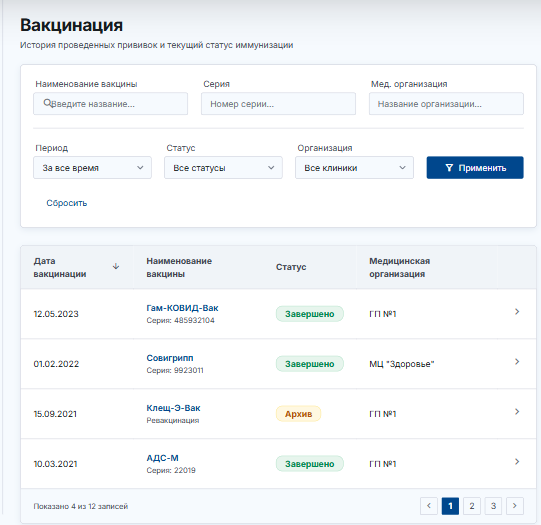 Вакцинация
История проведенных прививок и текущий статус иммунизации
Наименование вакцины
Серия
Мед. организация
Введите название...
Номер серии...
Название организации...
Период
Статус
Организация
За все время
Все статусы
Все клиники
Применить
Сбросить
Дата вакцинации
Наименование вакцины
Статус
Медицинская организация
12.05.2023
Гам-КОВИД-Вак
Серия: 485932104
Завершено
ГП №1
01.02.2022
Совигрипп
Серия: 9923011
Завершено
МЦ "Здоровье"
15.09.2021
Клещ-Э-Вак
Ревакцинация
Архив
ГП №1
10.03.2021
АДС-М
Серия: 22019
Завершено
ГП №1
Показано 4 из 12 записей
1 2 3